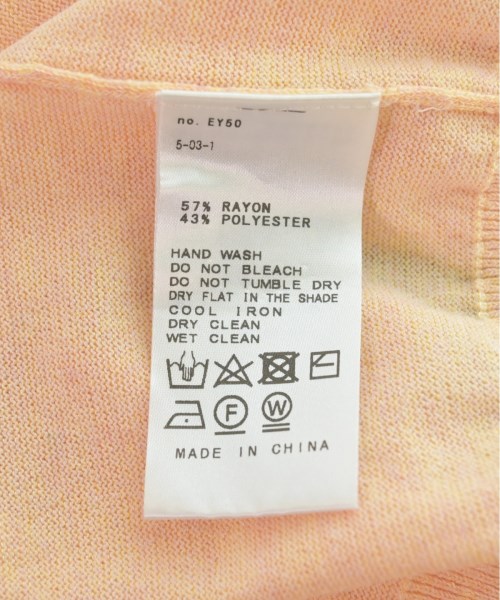 no. EY50
5-03-1
57% RAYON
43% POLYESTER
HAND WASH
DO NOT BLEACH
DO NOT TUMBLE DRY
DRY FLAT IN THE SHADE
COOL IRON
DRY CLEAN
WET CLEAN
F W
MADE IN CHINA